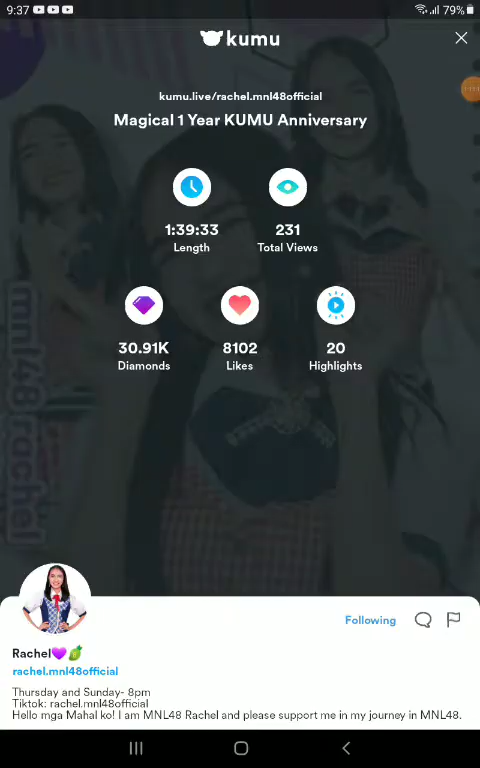 9:37
79%
kumu
kumu.live/rachel.mnl48official
Magical 1 Year KUMU Anniversary
1:39:33
Length
231
Total Views
30.91K
Diamonds
8102
Likes
20
Highlights
mnl48 rachel
Following
Rachel💜🍍
rachel.mnl48official
Thursday and Sunday- 8pm
Tiktok: rachel.mnl48official
Hello mga Mahal ko! I am MNL48 Rachel and please support me in my journey in MNL48.